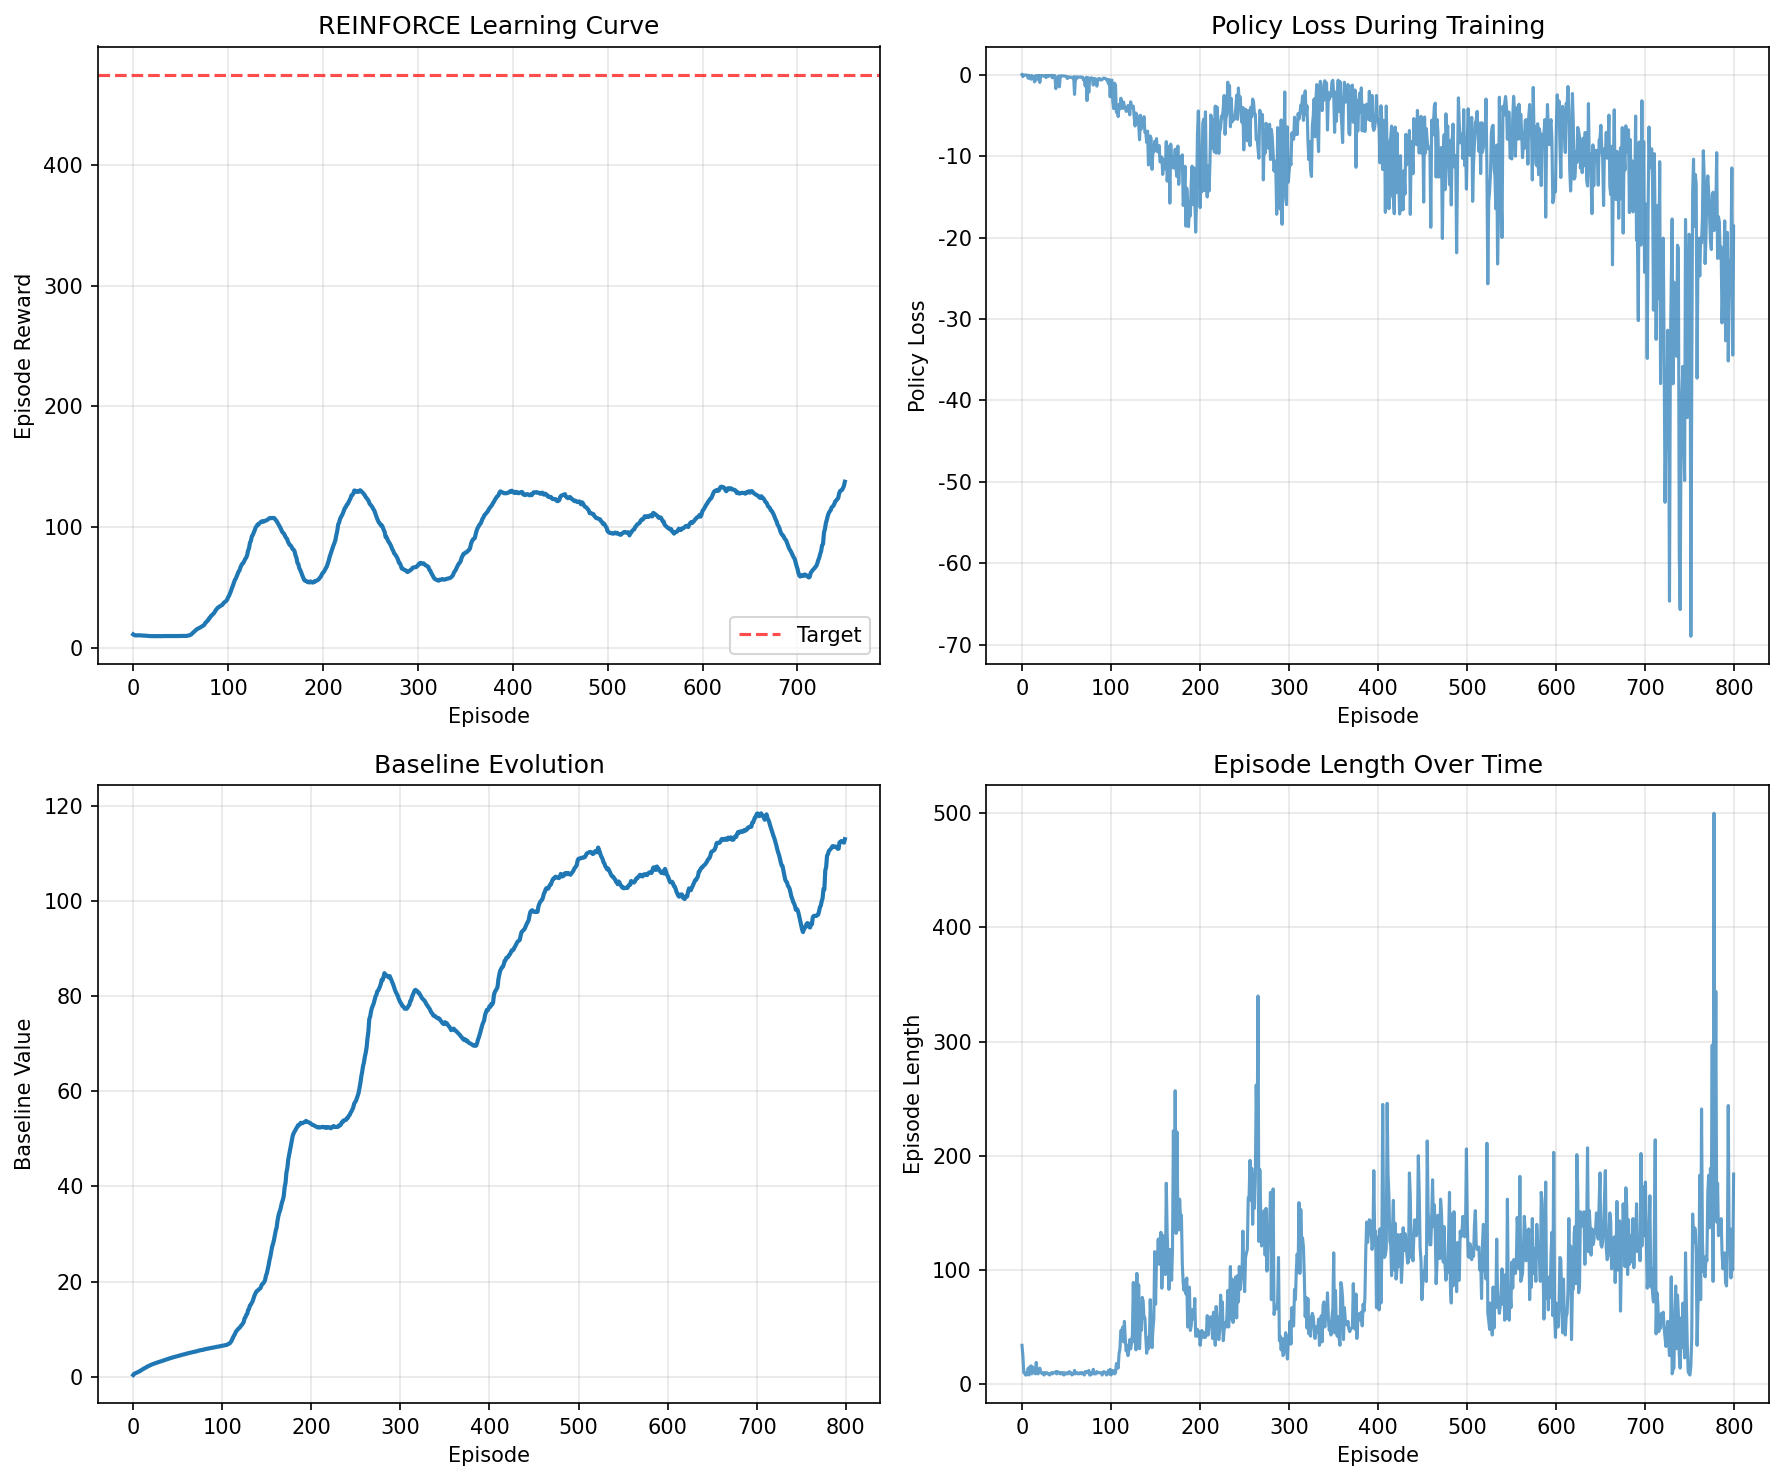 REINFORCE Learning Curve
Episode Reward
400
300
200
100
0
0 100 200 300 400 500 600 700
Episode
Target
Policy Loss During Training
Policy Loss
0
-10
-20
-30
-40
-50
-60
-70
0 100 200 300 400 500 600 700 800
Episode
Baseline Evolution
Baseline Value
120
100
80
60
40
20
0
0 100 200 300 400 500 600 700 800
Episode
Episode Length Over Time
Episode Length
500
400
300
200
100
0
0 100 200 300 400 500 600 700 800
Episode